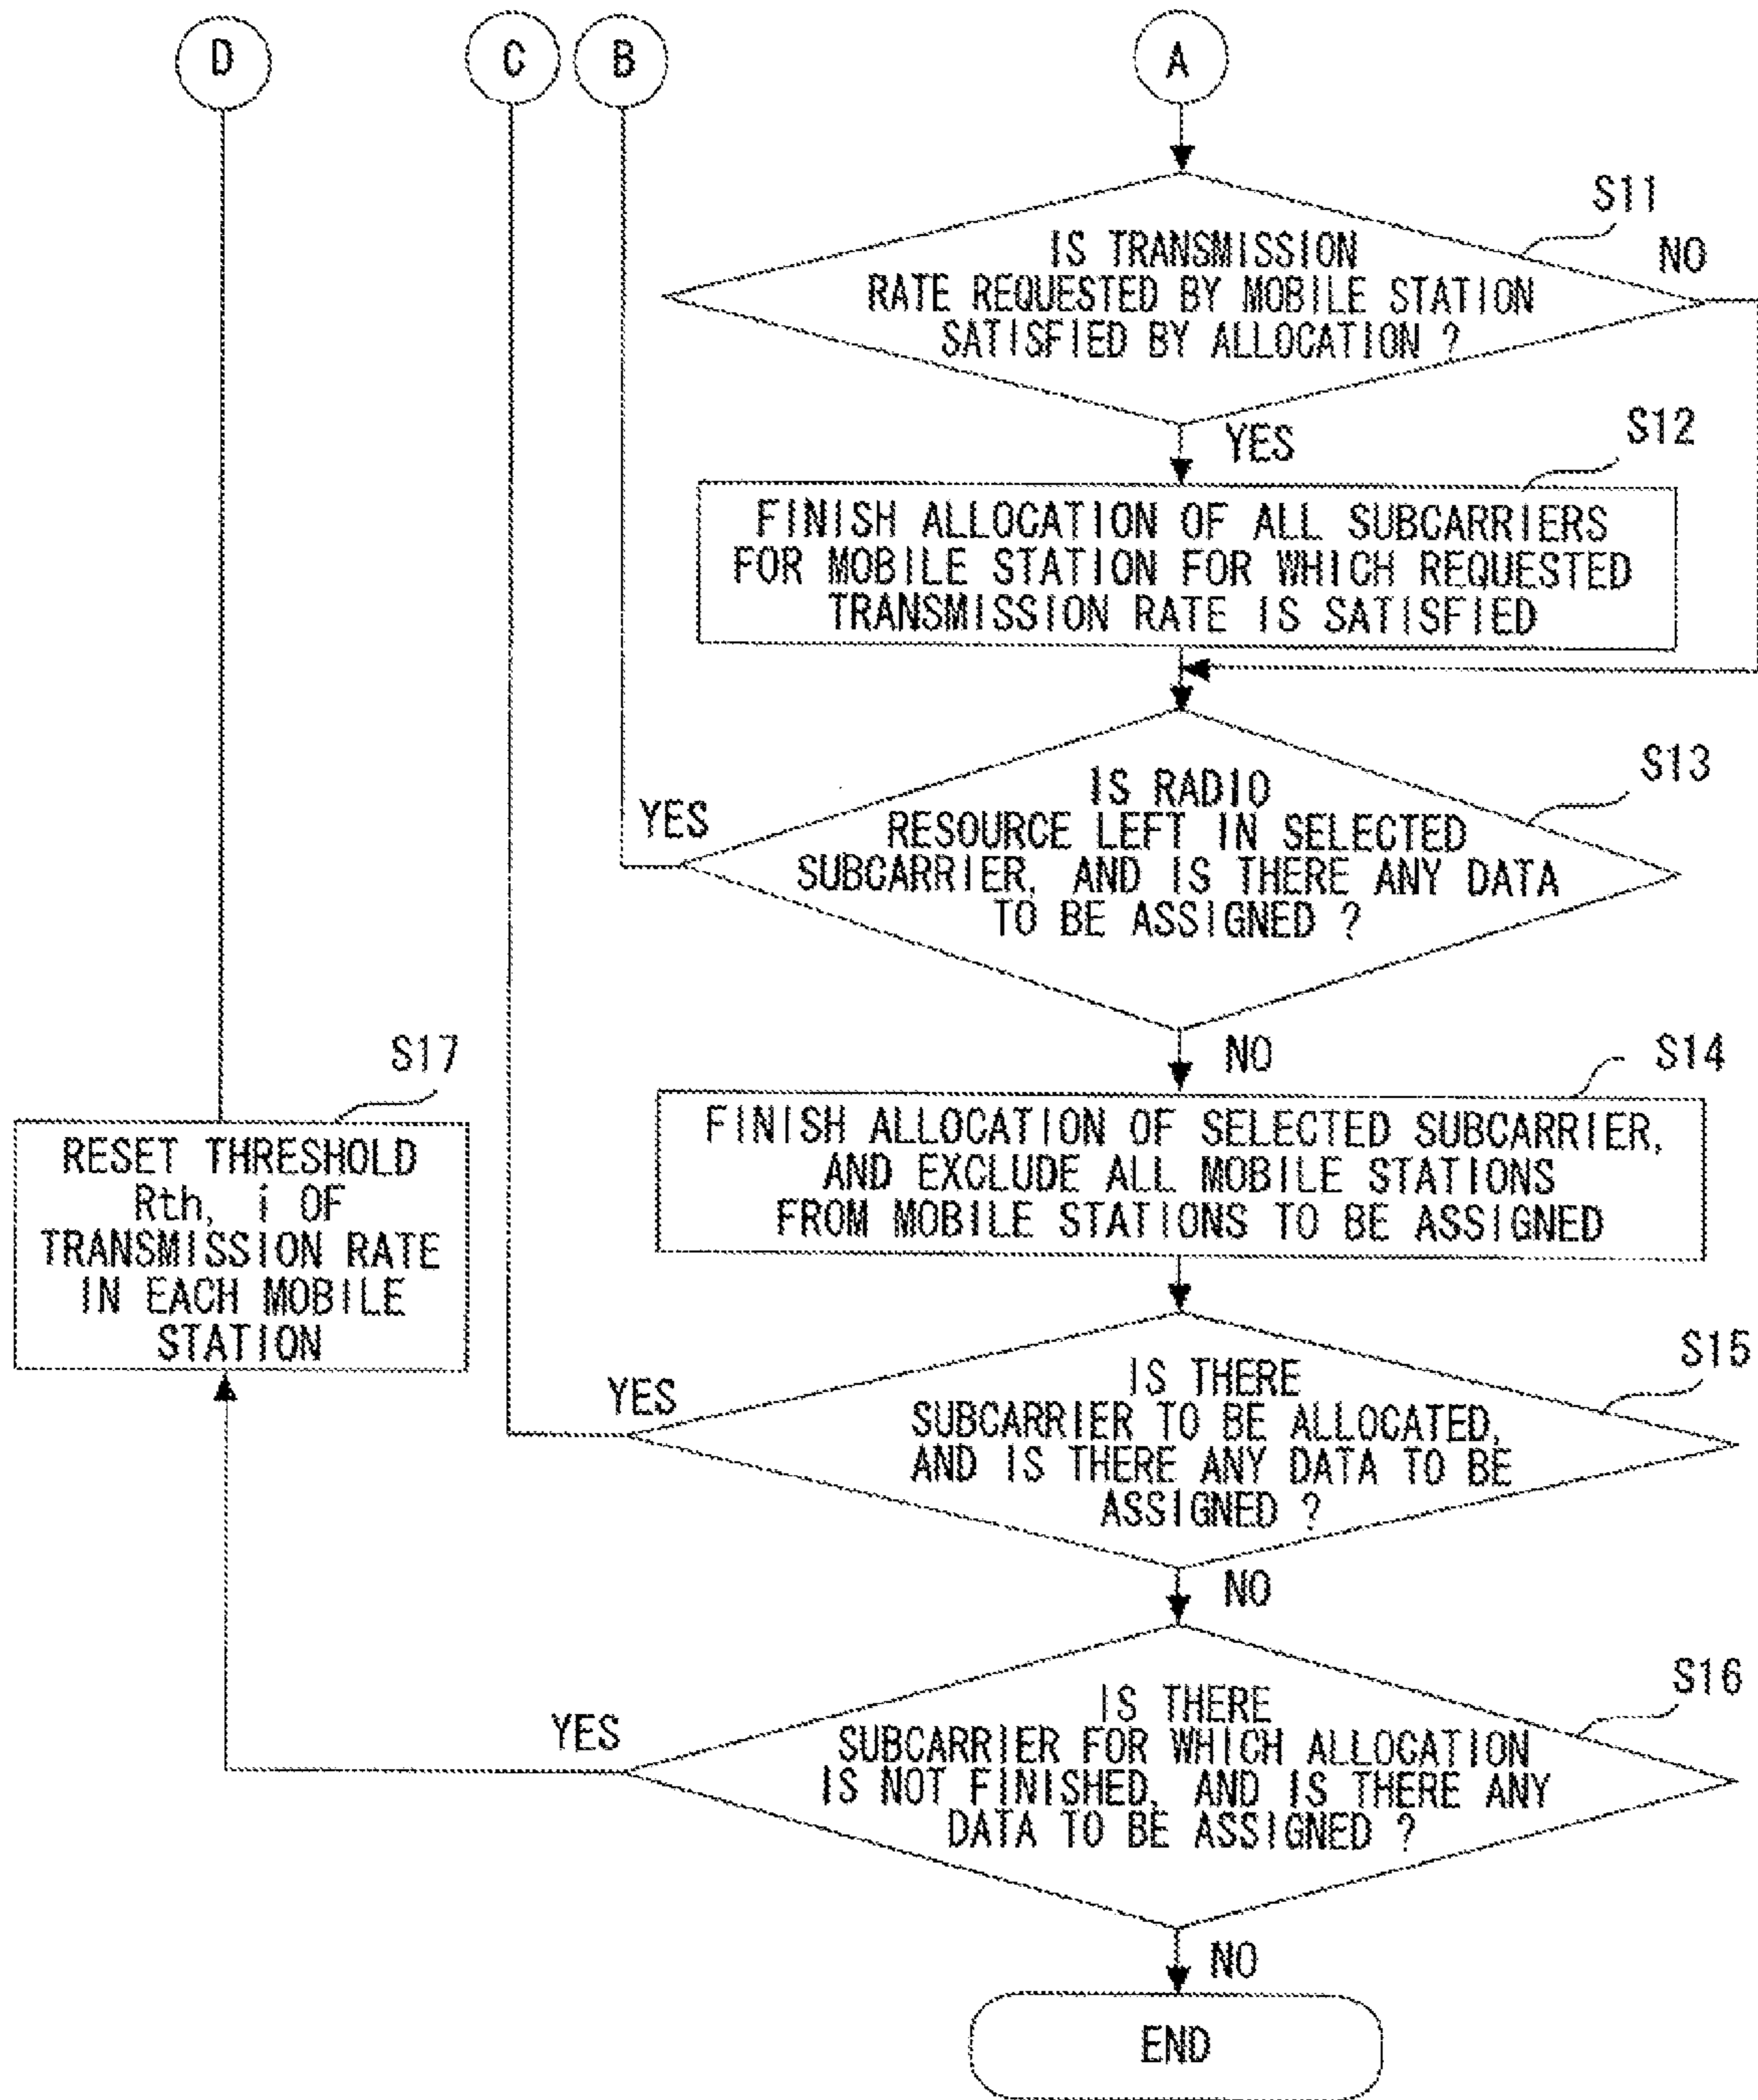 D
C
B
A
S11
IS TRANSMISSION
RATE REQUESTED BY MOBILE STATION
SATISFIED BY ALLOCATION ?
NO
YES
S12
FINISH ALLOCATION OF ALL SUBCARRIERS
FOR MOBILE STATION FOR WHICH REQUESTED
TRANSMISSION RATE IS SATISFIED
S13
IS RADIO
RESOURCE LEFT IN SELECTED
SUBCARRIER, AND IS THERE ANY DATA
TO BE ASSIGNED ?
YES
NO
S14
FINISH ALLOCATION OF SELECTED SUBCARRIER,
AND EXCLUDE ALL MOBILE STATIONS
FROM MOBILE STATIONS TO BE ASSIGNED
S17
RESET THRESHOLD
Rth, i OF
TRANSMISSION RATE
IN EACH MOBILE
STATION
S15
IS THERE
SUBCARRIER TO BE ALLOCATED,
AND IS THERE ANY DATA TO BE
ASSIGNED ?
YES
NO
S16
IS THERE
SUBCARRIER FOR WHICH ALLOCATION
IS NOT FINISHED, AND IS THERE ANY
DATA TO BE ASSIGNED ?
YES
NO
END